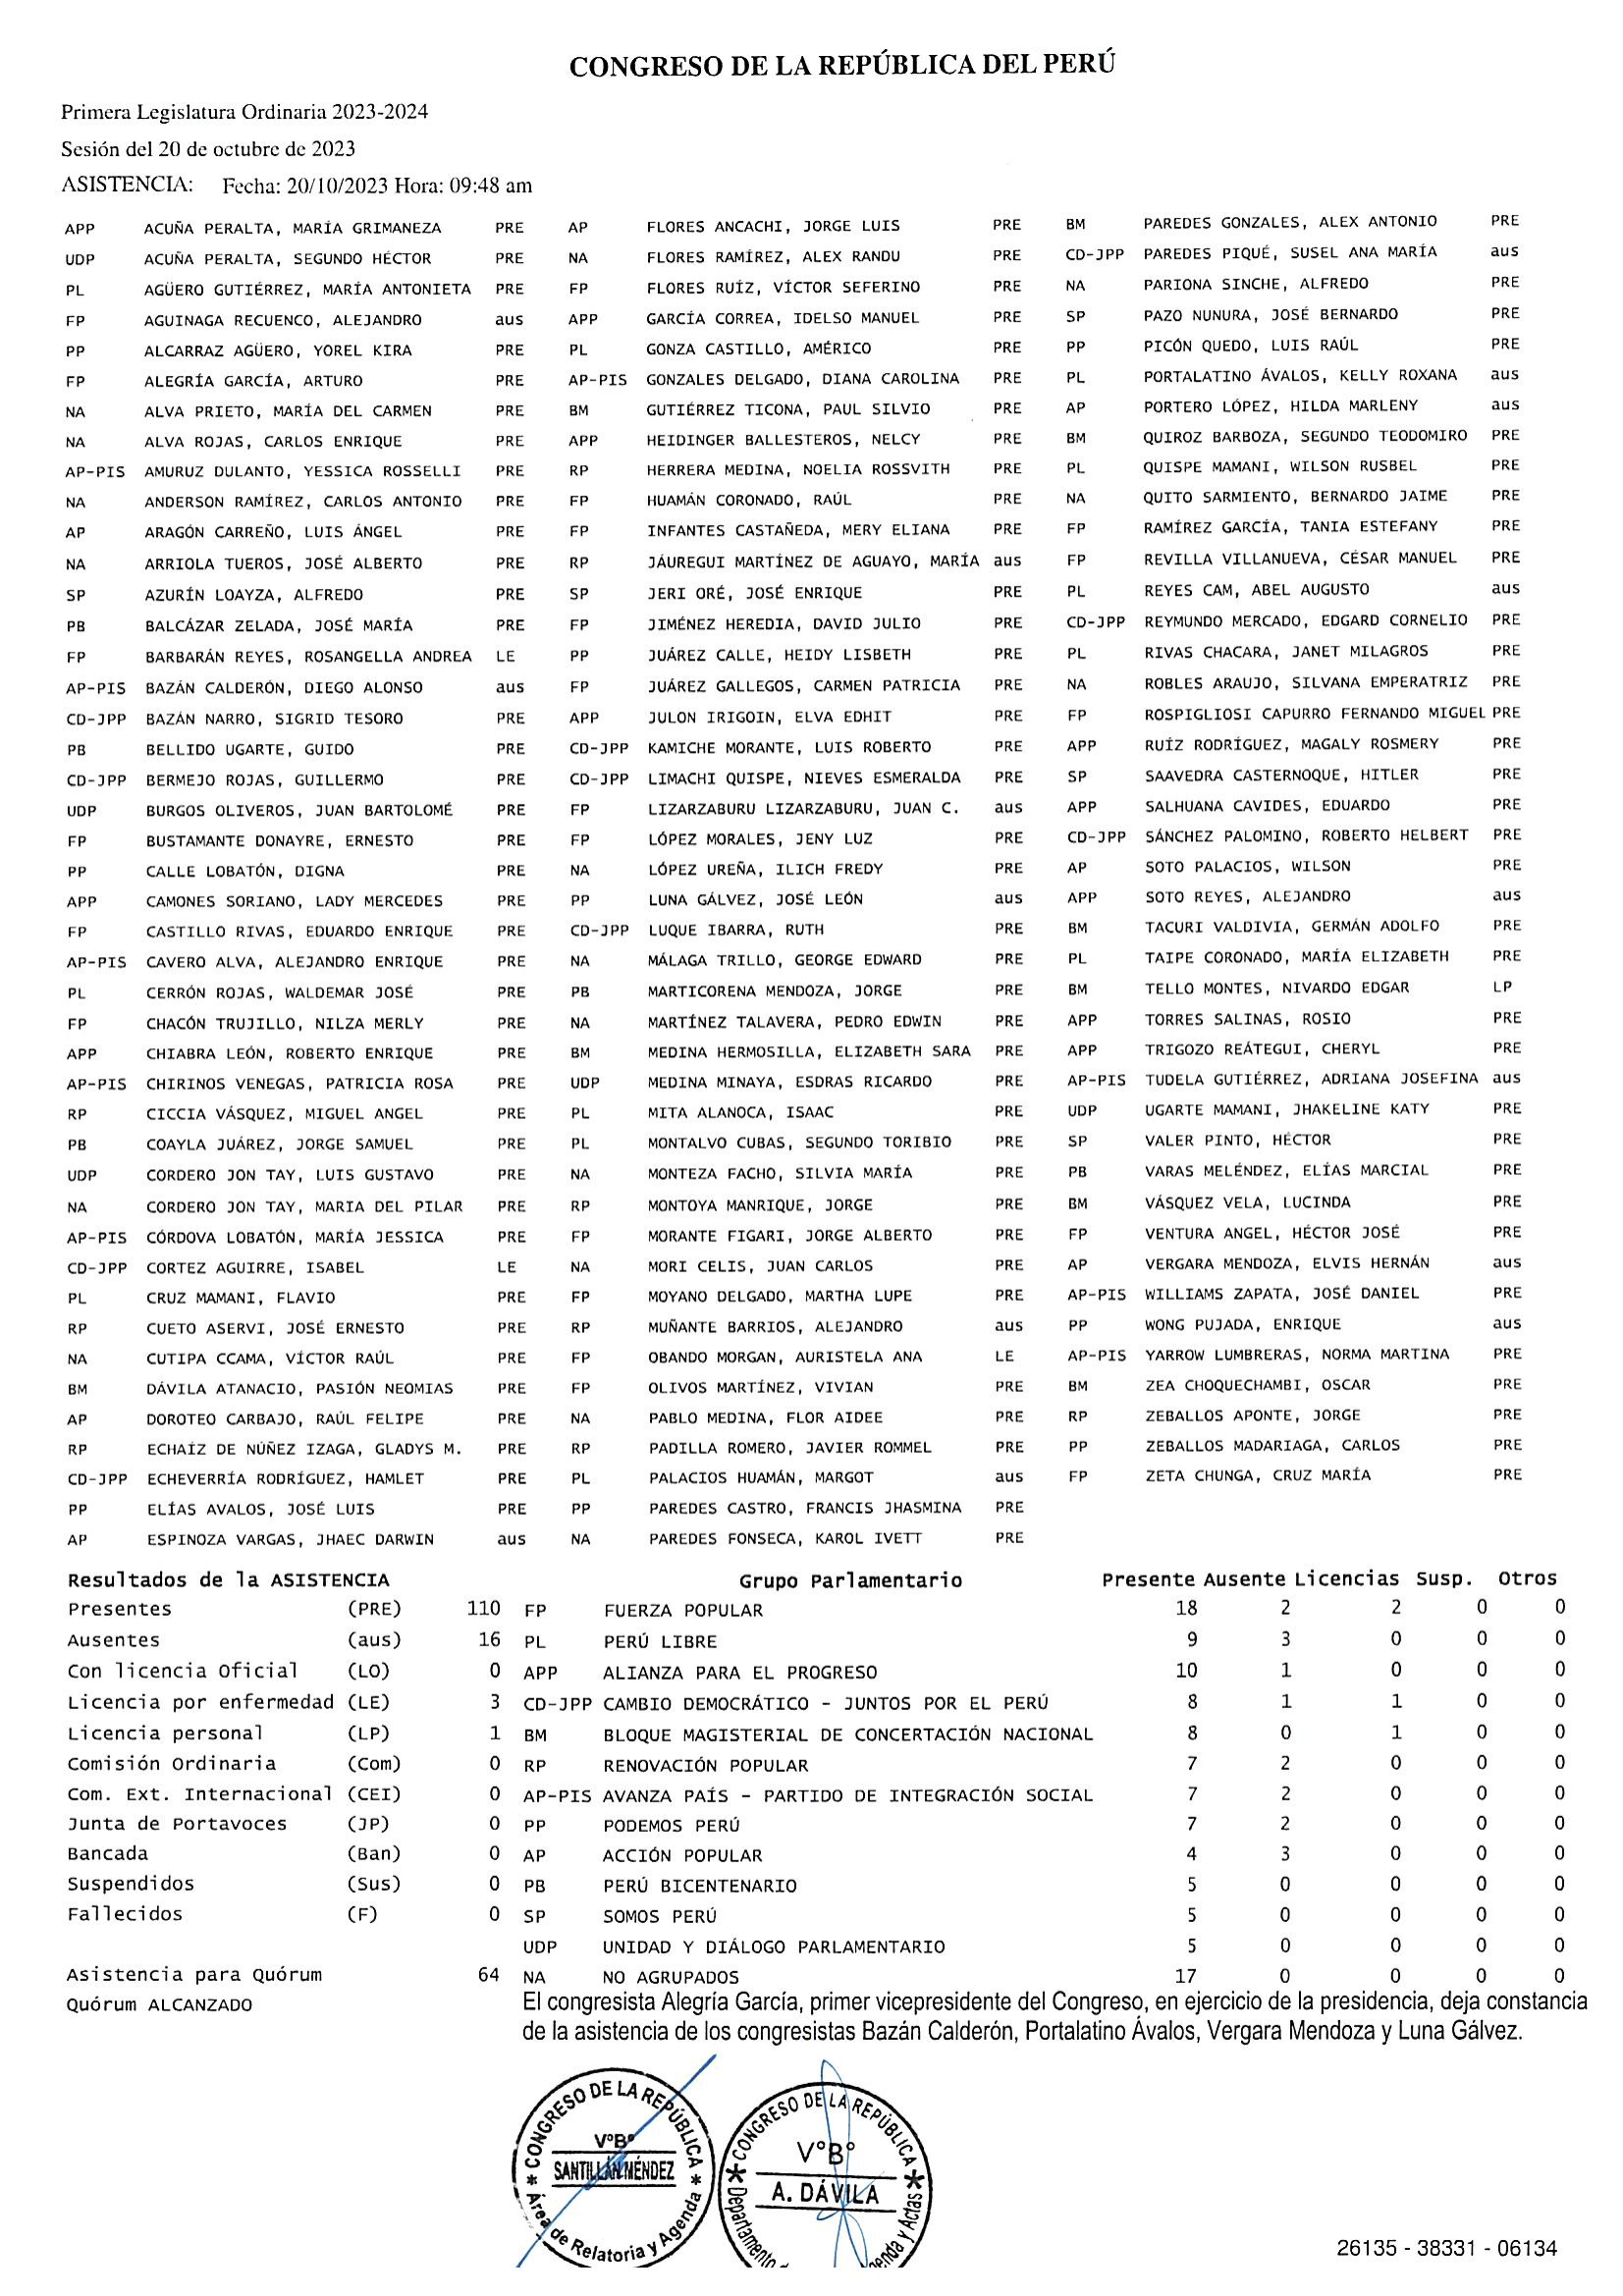 CONGRESO DE LA REPÚBLICA DEL PERÚ
Primera Legislatura Ordinaria 2023-2024
Sesión del 20 de octubre de 2023
ASISTENCIA: Fecha: 20/10/2023 Hora: 09:48 am
APP ACUÑA PERALTA, MARÍA GRIMANEZA PRE AP FLORES ANCACHI, JORGE LUIS PRE BM PAREDES GONZALES, ALEX ANTONIO PRE
UDP ACUÑA PERALTA, SEGUNDO HÉCTOR PRE NA FLORES RAMÍREZ, ALEX RANDU PRE CD-JPP PAREDES PIQUÉ, SUSEL ANA MARÍA aus
PL AGÜERO GUTIÉRREZ, MARÍA ANTONIETA PRE FP FLORES RUÍZ, VÍCTOR SEFERINO PRE NA PARIONA SINCHE, ALFREDO PRE
FP AGUINAGA RECUENCO, ALEJANDRO aus APP GARCÍA CORREA, IDELSO MANUEL PRE SP PAZO NUNURA, JOSÉ BERNARDO PRE
PP ALCARRAZ AGÜERO, YOREL KIRA PRE PL GONZA CASTILLO, AMÉRICO PRE PP PICÓN QUEDO, LUIS RAÚL PRE
FP ALEGRÍA GARCÍA, ARTURO PRE AP-PIS GONZALES DELGADO, DIANA CAROLINA PRE PL PORTALATINO ÁVALOS, KELLY ROXANA aus
NA ALVA PRIETO, MARÍA DEL CARMEN PRE BM GUTIÉRREZ TICONA, PAUL SILVIO PRE AP PORTERO LÓPEZ, HILDA MARLENY aus
NA ALVA ROJAS, CARLOS ENRIQUE PRE APP HEIDINGER BALLESTEROS, NELCY PRE BM QUIROZ BARBOZA, SEGUNDO TEODOMIRO PRE
AP-PIS AMURUZ DULANTO, YESSICA ROSSELLI PRE RP HERRERA MEDINA, NOELIA ROSSVITH PRE PL QUISPE MAMANI, WILSON RUSBEL PRE
NA ANDERSON RAMÍREZ, CARLOS ANTONIO PRE FP HUAMÁN CORONADO, RAÚL PRE NA QUITO SARMIENTO, BERNARDO JAIME PRE
AP ARAGÓN CARREÑO, LUIS ÁNGEL PRE FP INFANTES CASTAÑEDA, MERY ELIANA PRE FP RAMÍREZ GARCÍA, TANIA ESTEFANY PRE
NA ARRIOLA TUEROS, JOSÉ ALBERTO PRE RP JÁUREGUI MARTÍNEZ DE AGUAYO, MARÍA aus FP REVILLA VILLANUEVA, CÉSAR MANUEL PRE
SP AZURÍN LOAYZA, ALFREDO PRE SP JERI ORÉ, JOSÉ ENRIQUE PRE PL REYES CAM, ABEL AUGUSTO aus
PB BALCÁZAR ZELADA, JOSÉ MARÍA PRE FP JIMÉNEZ HEREDIA, DAVID JULIO PRE CD-JPP REYMUNDO MERCADO, EDGARD CORNELIO PRE
FP BARBARÁN REYES, ROSANGELLA ANDREA LE PP JUÁREZ CALLE, HEIDY LISBETH PRE PL RIVAS CHACARA, JANET MILAGROS PRE
AP-PIS BAZÁN CALDERÓN, DIEGO ALONSO aus FP JUÁREZ GALLEGOS, CARMEN PATRICIA PRE NA ROBLES ARAUJO, SILVANA EMPERATRIZ PRE
CD-JPP BAZÁN NARRO, SIGRID TESORO PRE APP JULON IRIGOIN, ELVA EDHIT PRE FP ROSPIGLIOSI CAPURRO FERNANDO MIGUEL PRE
PB BELLIDO UGARTE, GUIDO PRE CD-JPP KAMICHE MORANTE, LUIS ROBERTO PRE APP RUÍZ RODRÍGUEZ, MAGALY ROSMERY PRE
CD-JPP BERMEJO ROJAS, GUILLERMO PRE CD-JPP LIMACHI QUISPE, NIEVES ESMERALDA PRE SP SAAVEDRA CASTERNOQUE, HITLER PRE
UDP BURGOS OLIVEROS, JUAN BARTOLOMÉ PRE FP LIZARZABURU LIZARZABURU, JUAN C. aus APP SALHUANA CAVIDES, EDUARDO PRE
FP BUSTAMANTE DONAYRE, ERNESTO PRE FP LÓPEZ MORALES, JENY LUZ PRE CD-JPP SÁNCHEZ PALOMINO, ROBERTO HELBERT PRE
PP CALLE LOBATÓN, DIGNA PRE NA LÓPEZ UREÑA, ILICH FREDY PRE AP SOTO PALACIOS, WILSON PRE
APP CAMONES SORIANO, LADY MERCEDES PRE PP LUNA GÁLVEZ, JOSÉ LEÓN aus APP SOTO REYES, ALEJANDRO aus
FP CASTILLO RIVAS, EDUARDO ENRIQUE PRE CD-JPP LUQUE IBARRA, RUTH PRE BM TACURI VALDIVIA, GERMÁN ADOLFO PRE
AP-PIS CAVERO ALVA, ALEJANDRO ENRIQUE PRE NA MÁLAGA TRILLO, GEORGE EDWARD PRE PL TAIPE CORONADO, MARÍA ELIZABETH PRE
PL CERRÓN ROJAS, WALDEMAR JOSÉ PRE PB MARTICORENA MENDOZA, JORGE PRE BM TELLO MONTES, NIVARDO EDGAR LP
FP CHACÓN TRUJILLO, NILZA MERLY PRE NA MARTÍNEZ TALAVERA, PEDRO EDWIN PRE APP TORRES SALINAS, ROSIO PRE
APP CHIABRA LEÓN, ROBERTO ENRIQUE PRE BM MEDINA HERMOSILLA, ELIZABETH SARA PRE APP TRIGOZO REÁTEGUI, CHERYL PRE
AP-PIS CHIRINOS VENEGAS, PATRICIA ROSA PRE UDP MEDINA MINAYA, ESDRAS RICARDO PRE AP-PIS TUDELA GUTIÉRREZ, ADRIANA JOSEFINA aus
RP CICCIA VÁSQUEZ, MIGUEL ANGEL PRE PL MITA ALANOCA, ISAAC PRE UDP UGARTE MAMANI, JHAKELINE KATY PRE
PB COAYLA JUÁREZ, JORGE SAMUEL PRE PL MONTALVO CUBAS, SEGUNDO TORIBIO PRE SP VALER PINTO, HÉCTOR PRE
UDP CORDERO JON TAY, LUIS GUSTAVO PRE NA MONTEZA FACHO, SILVIA MARÍA PRE PB VARAS MELÉNDEZ, ELÍAS MARCIAL PRE
NA CORDERO JON TAY, MARIA DEL PILAR PRE RP MONTOYA MANRIQUE, JORGE PRE BM VÁSQUEZ VELA, LUCINDA PRE
AP-PIS CÓRDOVA LOBATÓN, MARÍA JESSICA PRE FP MORANTE FIGARI, JORGE ALBERTO PRE FP VENTURA ANGEL, HÉCTOR JOSÉ PRE
CD-JPP CORTEZ AGUIRRE, ISABEL LE NA MORI CELIS, JUAN CARLOS PRE AP VERGARA MENDOZA, ELVIS HERNÁN aus
PL CRUZ MAMANI, FLAVIO PRE FP MOYANO DELGADO, MARTHA LUPE PRE AP-PIS WILLIAMS ZAPATA, JOSÉ DANIEL PRE
RP CUETO ASERVI, JOSÉ ERNESTO PRE RP MUÑANTE BARRIOS, ALEJANDRO aus PP WONG PUJADA, ENRIQUE aus
NA CUTIPA CCAMA, VÍCTOR RAÚL PRE FP OBANDO MORGAN, AURISTELA ANA LE AP-PIS YARROW LUMBRERAS, NORMA MARTINA PRE
BM DÁVILA ATANACIO, PASIÓN NEOMIAS PRE FP OLIVOS MARTÍNEZ, VIVIAN PRE BM ZEA CHOQUECHAMBI, OSCAR PRE
AP DOROTEO CARBAJO, RAÚL FELIPE PRE NA PABLO MEDINA, FLOR AIDEE PRE RP ZEBALLOS APONTE, JORGE PRE
RP ECHAÍZ DE NÚÑEZ IZAGA, GLADYS M. PRE RP PADILLA ROMERO, JAVIER ROMMEL PRE PP ZEBALLOS MADARIAGA, CARLOS PRE
CD-JPP ECHEVERRÍA RODRÍGUEZ, HAMLET PRE PL PALACIOS HUAMÁN, MARGOT aus FP ZETA CHUNGA, CRUZ MARÍA PRE
PP ELÍAS AVALOS, JOSÉ LUIS PRE PP PAREDES CASTRO, FRANCIS JHASMINA PRE
AP ESPINOZA VARGAS, JHAEC DARWIN aus NA PAREDES FONSECA, KAROL IVETT PRE
Resultados de la ASISTENCIA Grupo Parlamentario Presente Ausente Licencias Susp. Otros
Presentes (PRE) 110 FP FUERZA POPULAR 18 2 2 0 0
Ausentes (aus) 16 PL PERÚ LIBRE 9 3 0 0 0
Con licencia Oficial (LO) 0 APP ALIANZA PARA EL PROGRESO 10 1 0 0 0
Licencia por enfermedad (LE) 3 CD-JPP CAMBIO DEMOCRÁTICO - JUNTOS POR EL PERÚ 8 1 1 0 0
Licencia personal (LP) 1 BM BLOQUE MAGISTERIAL DE CONCERTACIÓN NACIONAL 8 0 1 0 0
Comisión Ordinaria (Com) 0 RP RENOVACIÓN POPULAR 7 2 0 0 0
Com. Ext. Internacional (CEI) 0 AP-PIS AVANZA PAÍS - PARTIDO DE INTEGRACIÓN SOCIAL 7 2 0 0 0
Junta de Portavoces (JP) 0 PP PODEMOS PERÚ 7 2 0 0 0
Bancada (Ban) 0 AP ACCIÓN POPULAR 4 3 0 0 0
Suspendidos (Sus) 0 PB PERÚ BICENTENARIO 5 0 0 0 0
Fallecidos (F) 0 SP SOMOS PERÚ 5 0 0 0 0
UDP UNIDAD Y DIÁLOGO PARLAMENTARIO 5 0 0 0 0
Asistencia para Quórum 64 NA NO AGRUPADOS 17 0 0 0 0
Quórum ALCANZADO
El congresista Alegría García, primer vicepresidente del Congreso, en ejercicio de la presidencia, deja constancia
de la asistencia de los congresistas Bazán Calderón, Portalatino Ávalos, Vergara Mendoza y Luna Gálvez.
CONGRESO DE LA REPÚBLICA
V°B°
SANTILLÁN MÉNDEZ
Área de Relatoría y Agenda
CONGRESO DE LA REPÚBLICA
V°B°
A. DÁVILA
Departamento
y Actas
26135 - 38331 - 06134